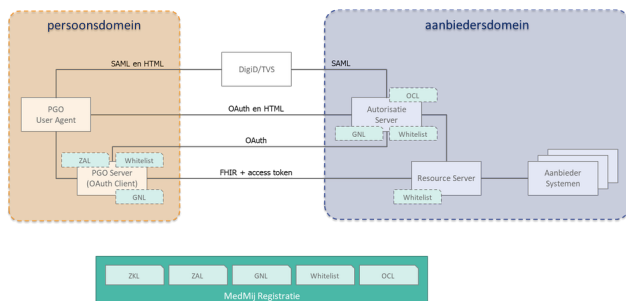 persoonsdomein
aanbiedersdomein
SAML en HTML
DigiD/TVS
SAML
OCL
PGO
User Agent
OAuth en HTML
Autorisatie
Server
GNL
Whitelist
OAuth
ZAL
Whitelist
PGO Server
(OAuth Client)
GNL
FHIR + access token
Resource Server
Whitelist
Aanbieder
Systemen
ZKL
ZAL
GNL
Whitelist
OCL
MedMij Registratie